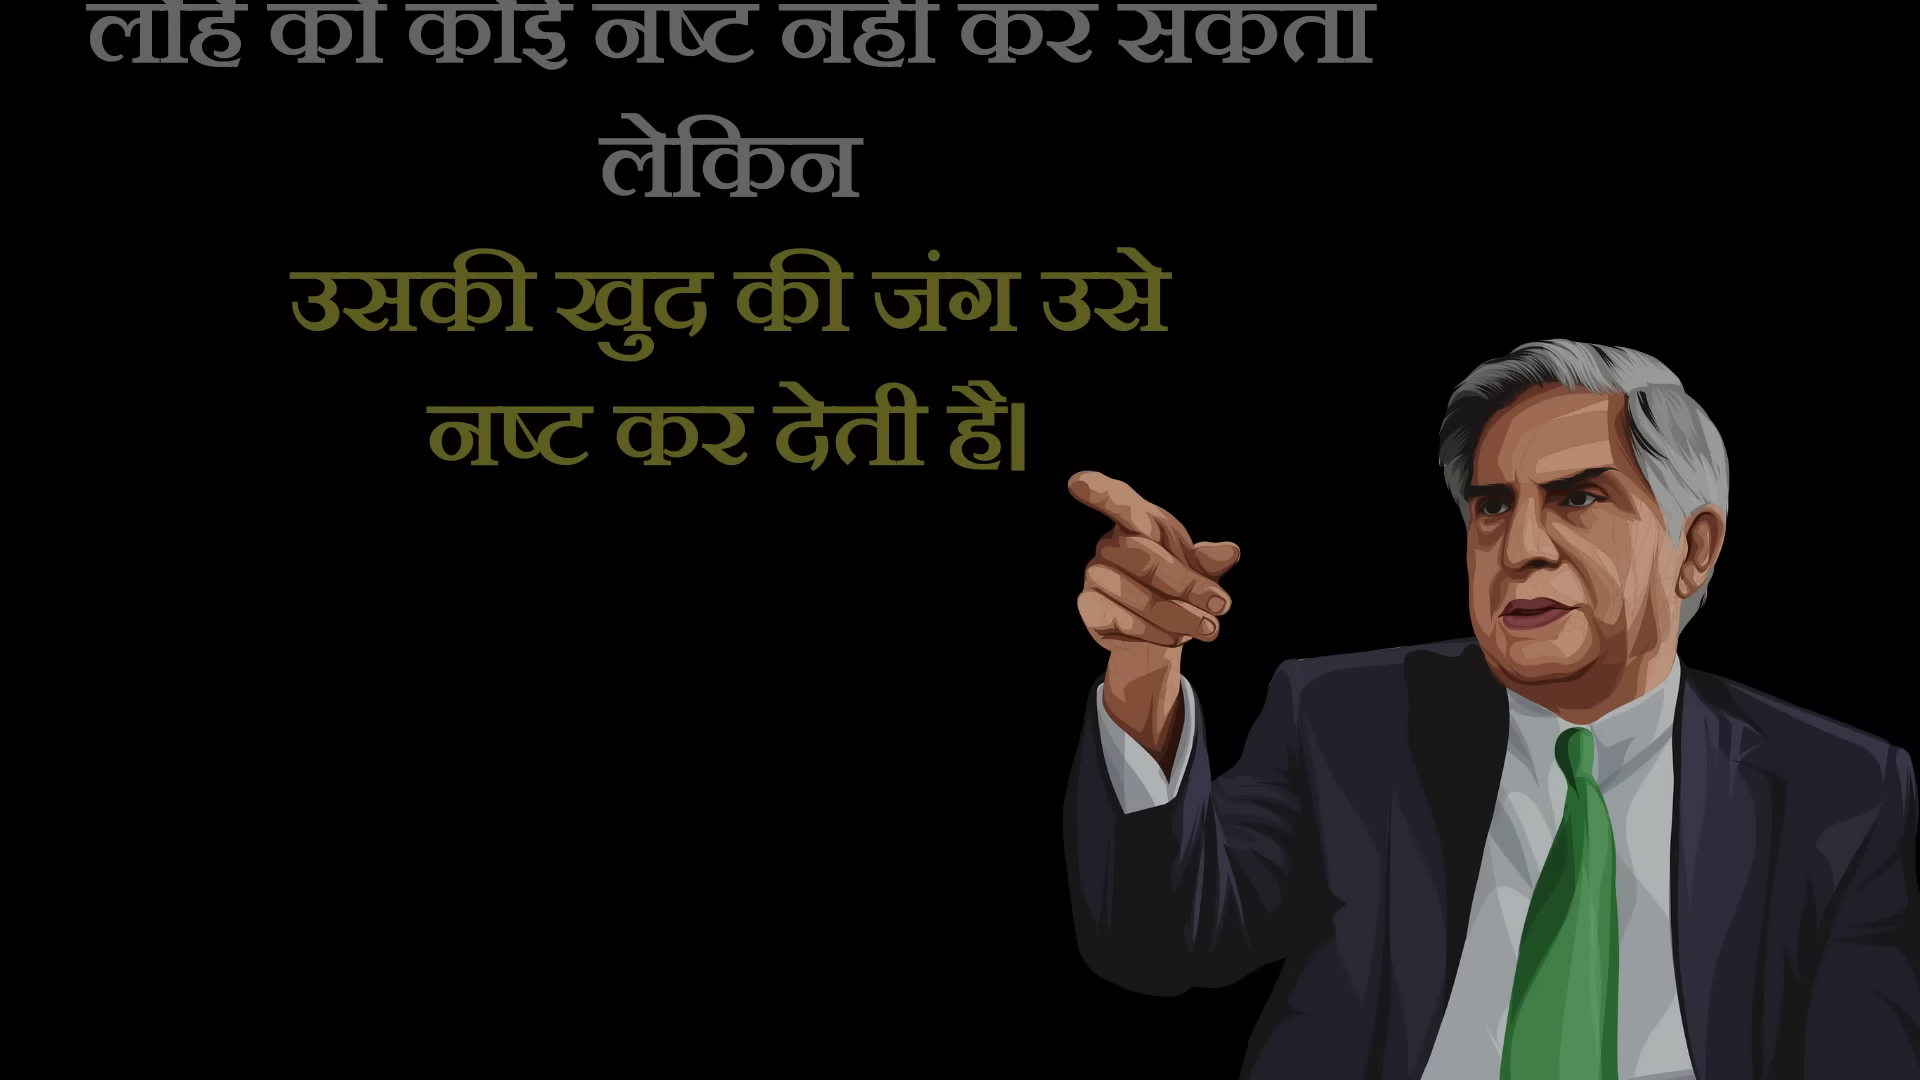 लोहे को कोई नष्ट नहीं कर सकता
लेकिन
उसकी खुद की जंग उसे
नष्ट कर देती है।